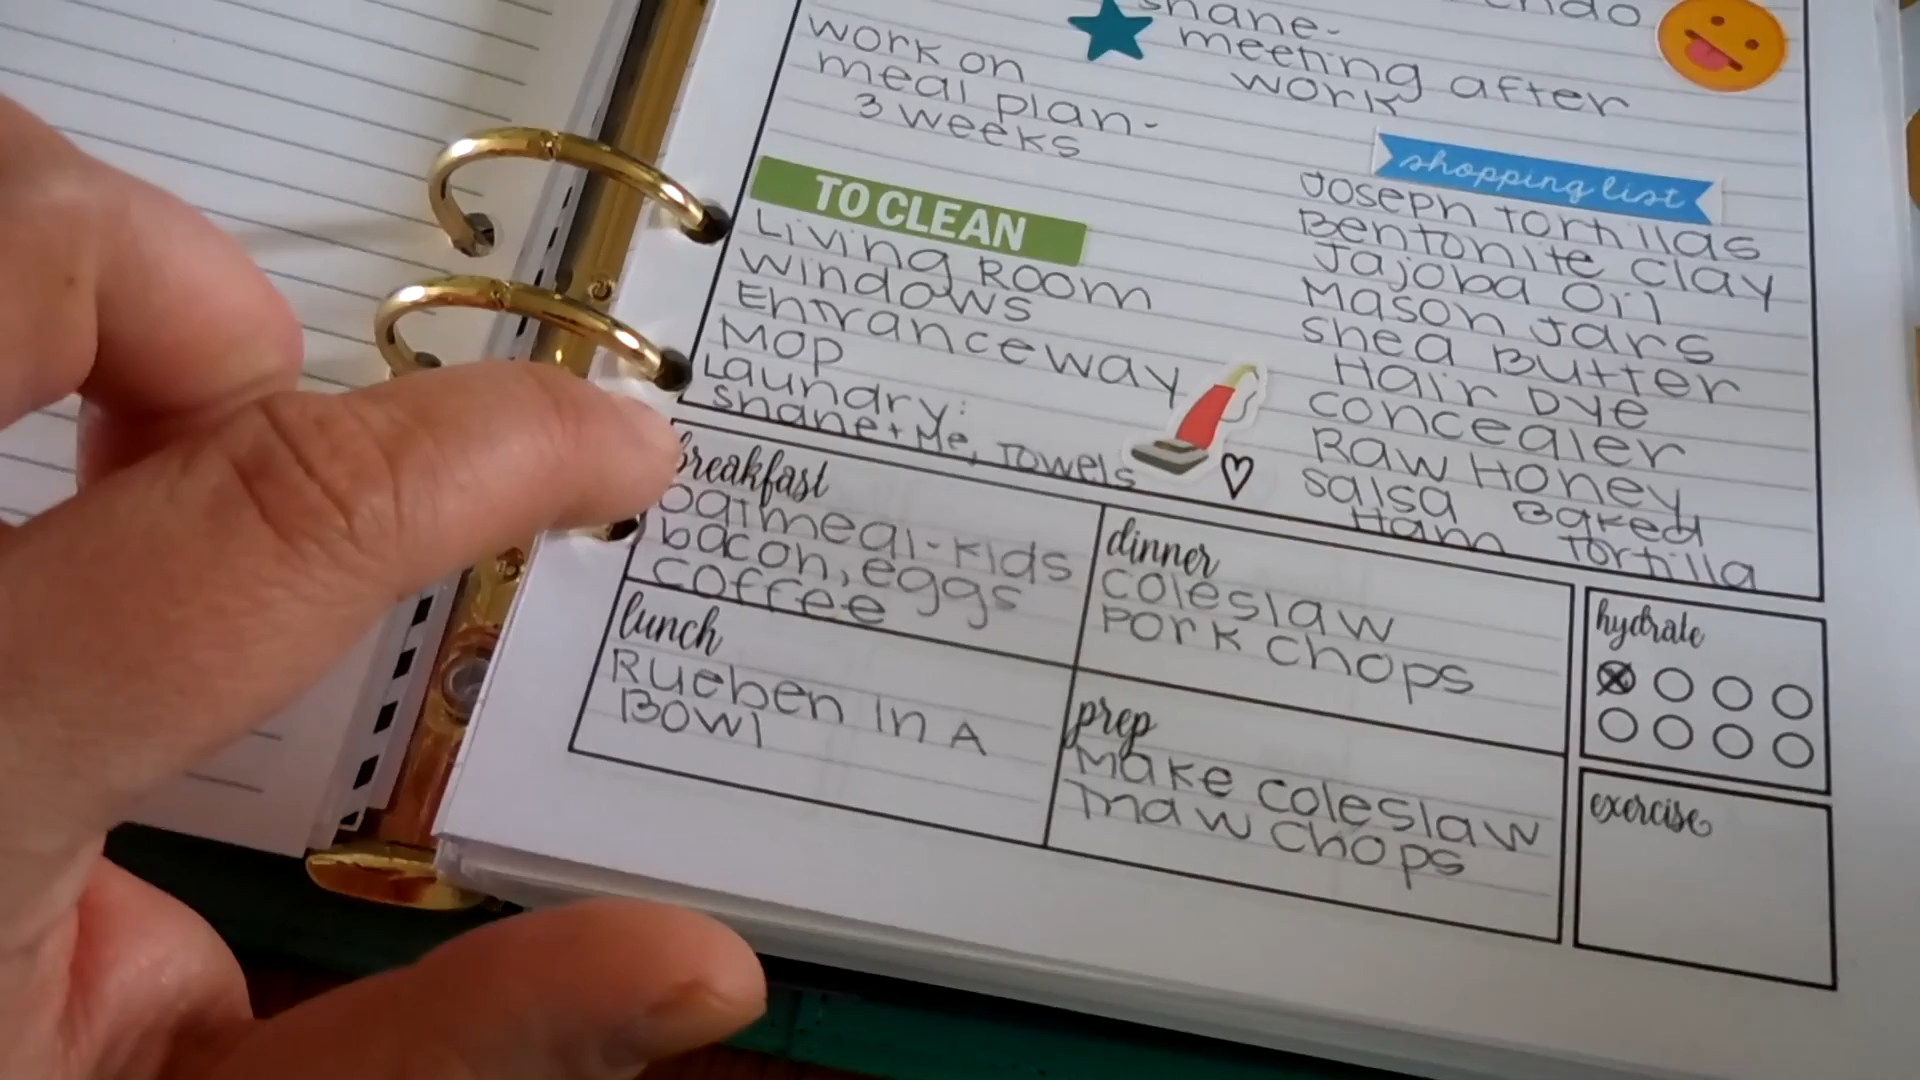 endo
shane-
meeting after
work
work on
meal plan-
3 weeks
TO CLEAN
Living Room
windows
Entranceway
Mop
Laundry:
shane + Me, Towels
shopping list
Joseph Tortillas
Bentonite Clay
Jajoba Oil
Mason Jars
Shea Butter
Hair Dye
concealer
Raw Honey
salsa Baked
Ham Tortilla
breakfast
oatmeal-kids
bacon, eggs
coffee
lunch
Rueben In A
Bowl
dinner
coleslaw
Pork chops
prep
Make coleslaw
Thaw chops
hydrate
exercise